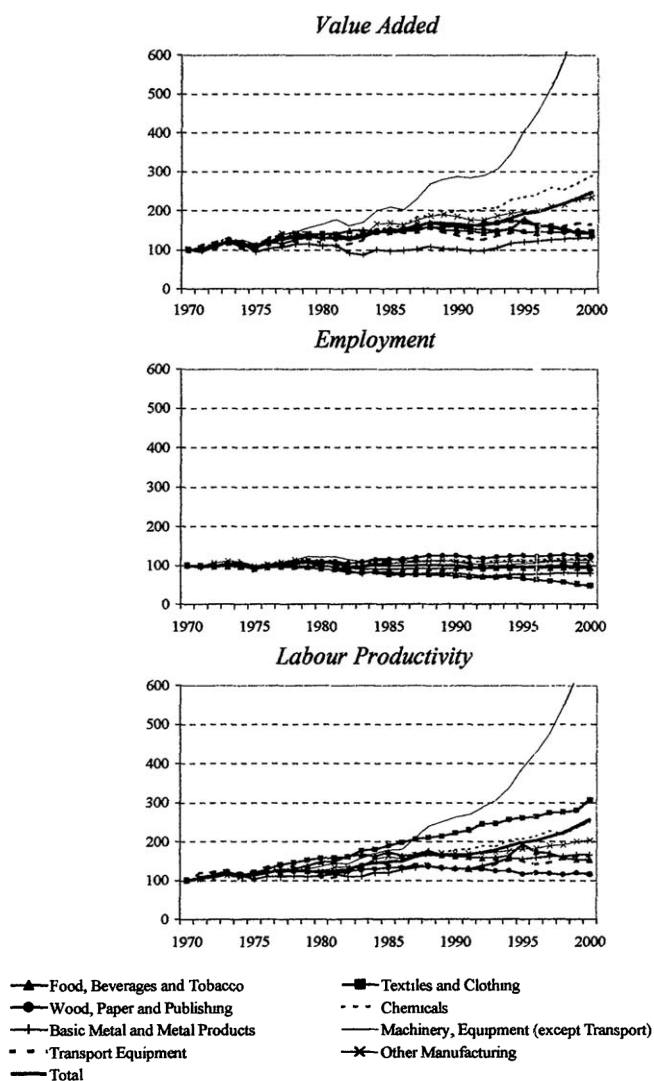 Value Added
600
500
400
300
200
100
0
1970 1975 1980 1985 1990 1995 2000
Employment
600
500
400
300
200
100
0
1970 1975 1980 1985 1990 1995 2000
Labour Productivity
600
500
400
300
200
100
0
1970 1975 1980 1985 1990 1995 2000
Food, Beverages and Tobacco Textiles and Clothing
Wood, Paper and Publishing Chemicals
Basic Metal and Metal Products Machinery, Equipment (except Transport)
Transport Equipment Other Manufacturing
Total